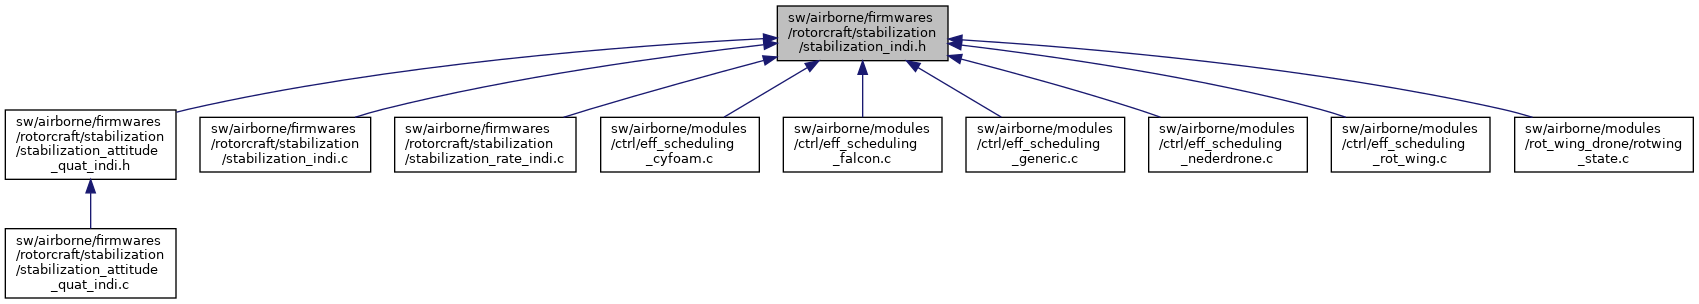 sw/airborne/firmwares
/rotorcraft/stabilization
/stabilization_indi.h
sw/airborne/firmwares
/rotorcraft/stabilization
/stabilization_attitude
_quat_indi.h
sw/airborne/firmwares
/rotorcraft/stabilization
/stabilization_indi.c
sw/airborne/firmwares
/rotorcraft/stabilization
/stabilization_rate_indi.c
sw/airborne/modules
/ctrl/eff_scheduling
_cyfoam.c
sw/airborne/modules
/ctrl/eff_scheduling
_falcon.c
sw/airborne/modules
/ctrl/eff_scheduling
_generic.c
sw/airborne/modules
/ctrl/eff_scheduling
_nederdrone.c
sw/airborne/modules
/ctrl/eff_scheduling
_rot_wing.c
sw/airborne/modules
/rot_wing_drone/rotwing
_state.c
sw/airborne/firmwares
/rotorcraft/stabilization
/stabilization_attitude
_quat_indi.c